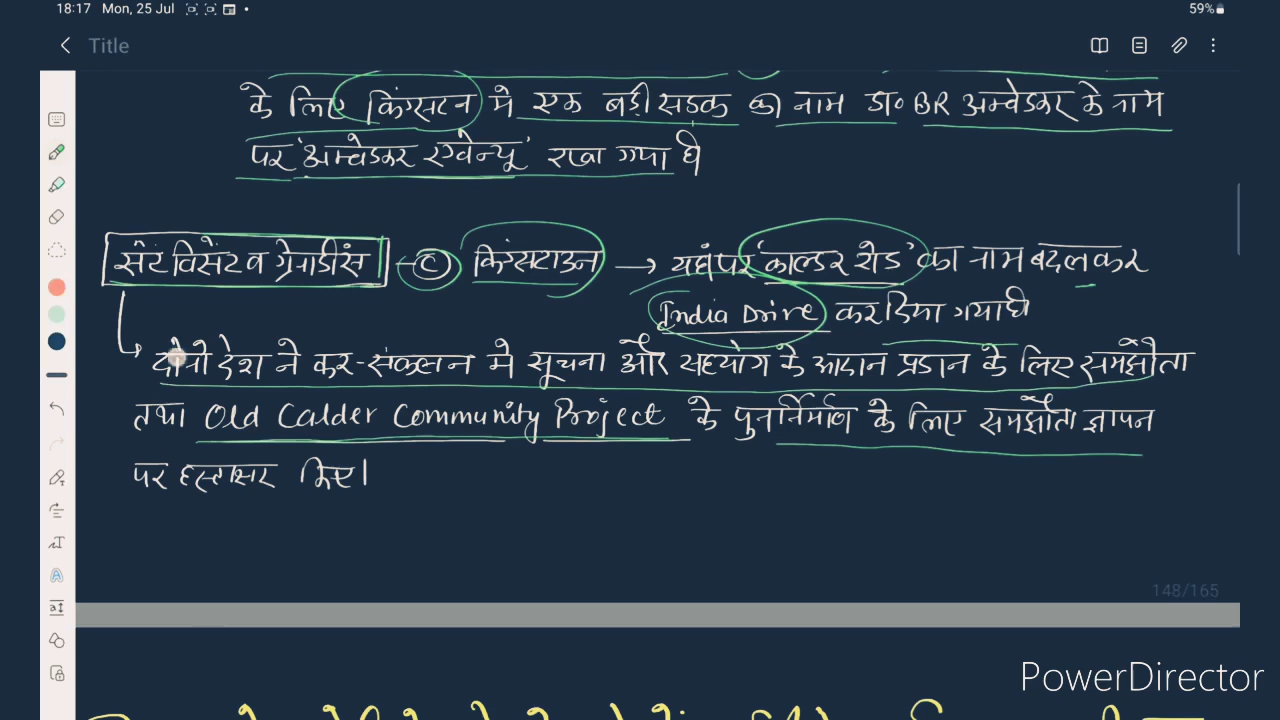 18:17 Mon, 25 Jul
59%
Title
के लिए किंग्सटन मे एक बड़ी सड़क का नाम डा॰ BR अम्बेडकर के नाम
पर 'अम्बेडकर एवेन्यू' रखा गया है
सेंट विसेंट व ग्रेनाडींस - C किंग्सटाउन → यहां पर 'काल्डर रोड' का नाम बदल कर
India Drive कर दिया गया है
दोनो देश ने कर-संकलन मे सूचना और सहयोग के आदान प्रदान के लिए समझौता
तथा Old Calder Community Project के पुनर्निर्माण के लिए समझौता ज्ञापन
पर हस्ताक्षर किए।
148/165
PowerDirector